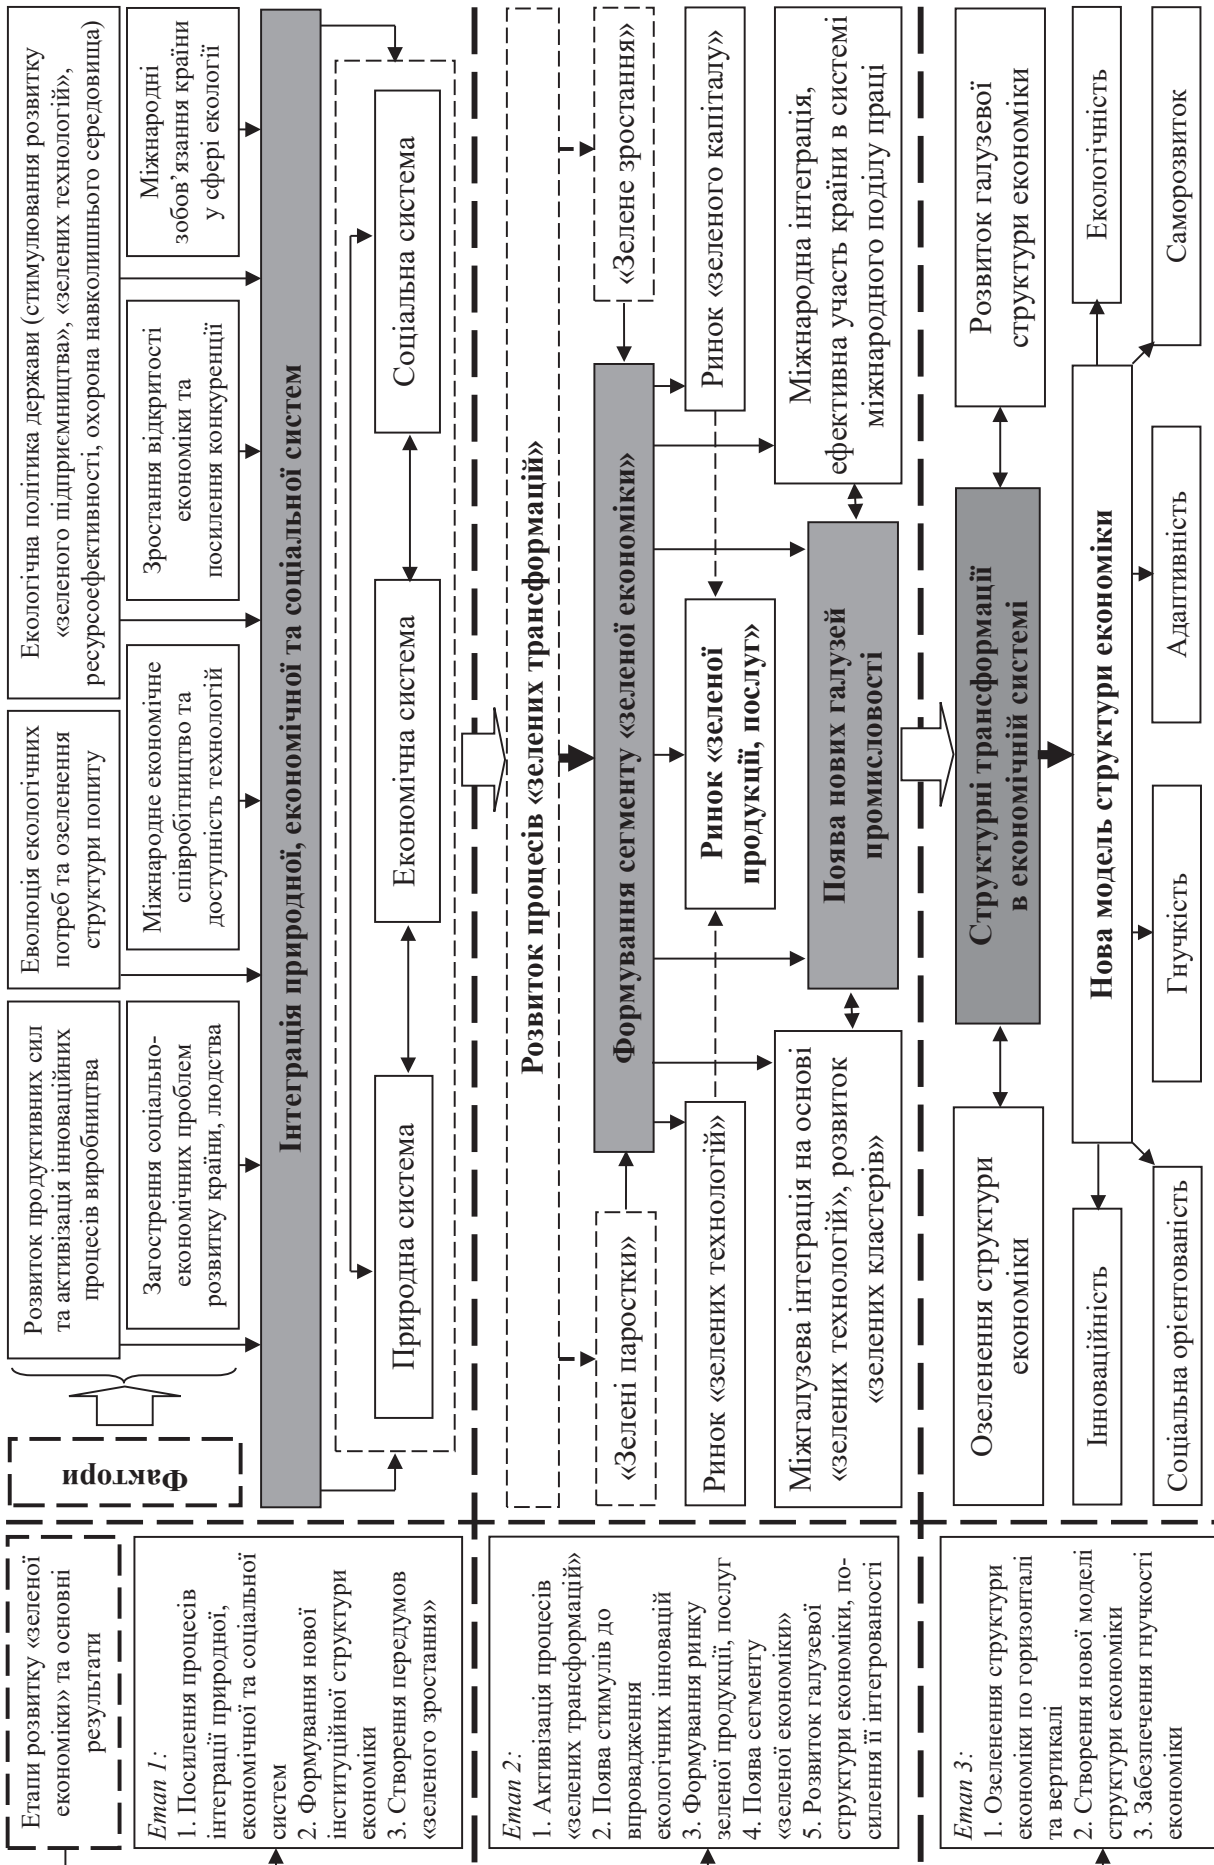 Етапи розвитку «зеленої
економіки» та основні
результати
Фактори
Розвиток продуктивних сил
та активізація інноваційних
процесів виробництва
Еволюція екологічних
потреб та озеленення
структури попиту
Екологічна політика держави (стимулювання розвитку
«зеленого підприємництва», «зелених технологій»,
ресурсоефективності, охорона навколишнього середовища)
Загострення соціально-
економічних проблем
розвитку країни, людства
Міжнародне економічне
співробітництво та
доступність технологій
Зростання відкритості
економіки та
посилення конкуренції
Міжнародні
зобов’язання країни
у сфері екології
Етап 1:
1. Посилення процесів
інтеграції природної,
економічної та соціальної
систем
2. Формування нової
інституційної структури
економіки
3. Створення передумов
«зеленого зростання»
Інтеграція природної, економічної та соціальної систем
Природна система
Економічна система
Соціальна система
Етап 2:
1. Активізація процесів
«зелених трансформацій»
2. Поява стимулів до
впровадження
екологічних інновацій
3. Формування ринку
зеленої продукції, послуг
4. Поява сегменту
«зеленої економіки»
5. Розвиток галузевої
структури економіки, по-
силення її інтегрованості
Розвиток процесів «зелених трансформацій»
«Зелені паростки»
Формування сегменту «зеленої економіки»
«Зелене зростання»
Ринок «зелених технологій»
Ринок «зеленої
продукції, послуг»
Ринок «зеленого капіталу»
Міжгалузева інтеграція на основі
«зелених технологій», розвиток
«зелених кластерів»
Поява нових галузей
промисловості
Міжнародна інтеграція,
ефективна участь країни в системі
міжнародного поділу праці
Етап 3:
1. Озеленення структури
економіки по горизонталі
та вертикалі
2. Створення нової моделі
структури економіки
3. Забезпечення гнучкості
економіки
Озеленення структури
економіки
Структурні трансформації
в економічній системі
Розвиток галузевої
структури економіки
Інноваційність
Нова модель структури економіки
Екологічність
Соціальна орієнтованість
Гнучкість
Адаптивність
Саморозвиток